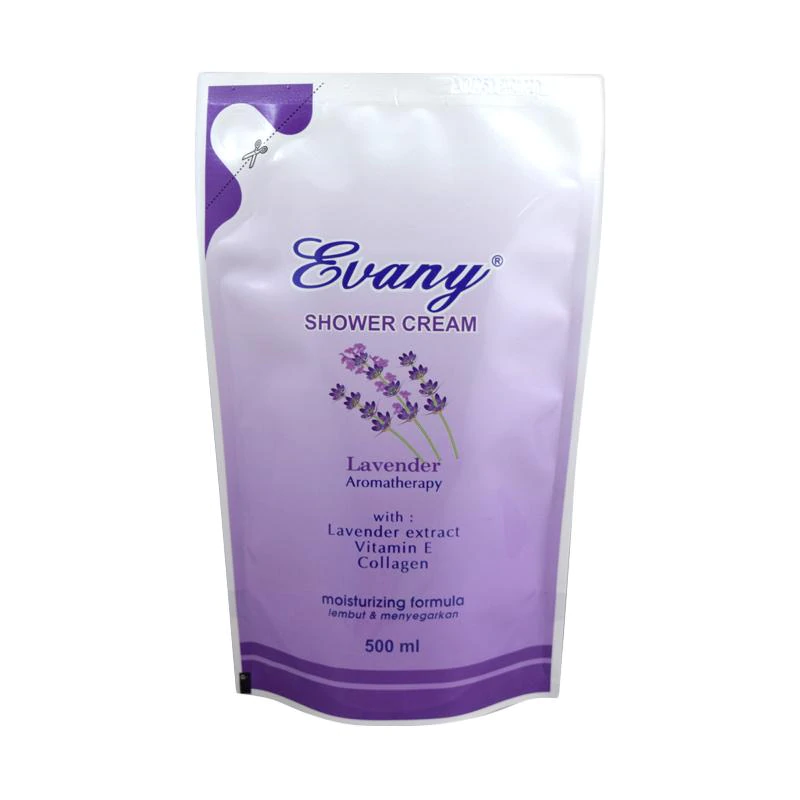 Evany®
SHOWER CREAM
Lavender
Aromatherapy
with :
Lavender extract
Vitamin E
Collagen
moisturizing formula
lembut & menyegarkan
500 ml